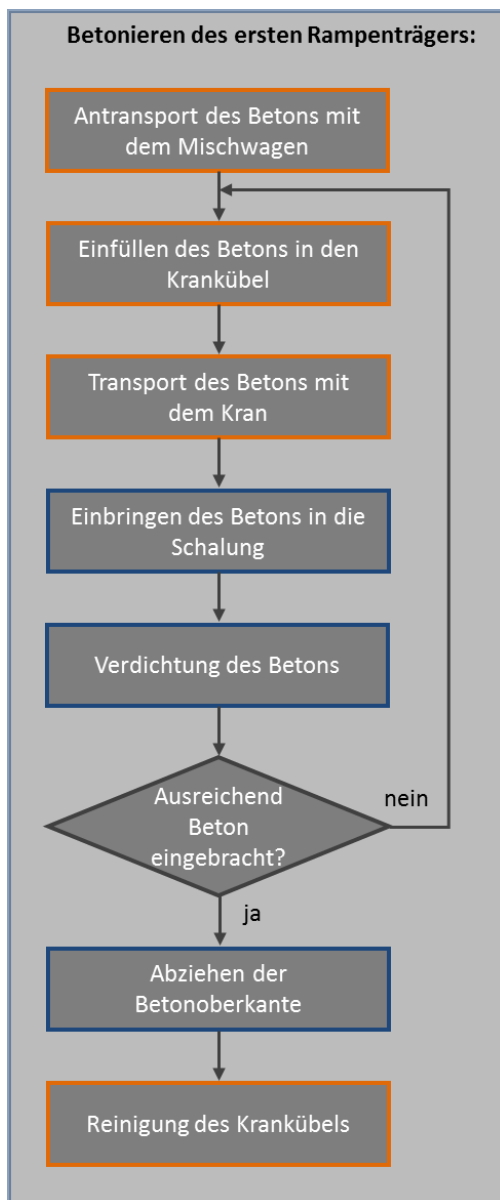 Betonieren des ersten Rampenträgers:
Antransport des Betons mit
dem Mischwagen
Einfüllen des Betons in den
Krankübel
Transport des Betons mit
dem Kran
Einbringen des Betons in die
Schalung
Verdichtung des Betons
Ausreichend
Beton
eingebracht?
nein
ja
Abziehen der
Betonoberkante
Reinigung des Krankübels